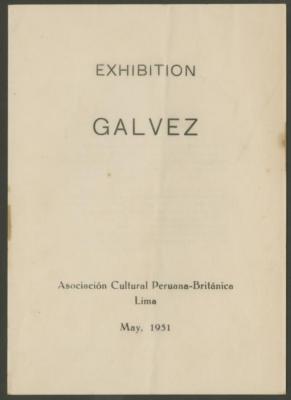 EXHIBITION
GALVEZ
Asociación Cultural Peruana-Británica
Lima
May, 1951